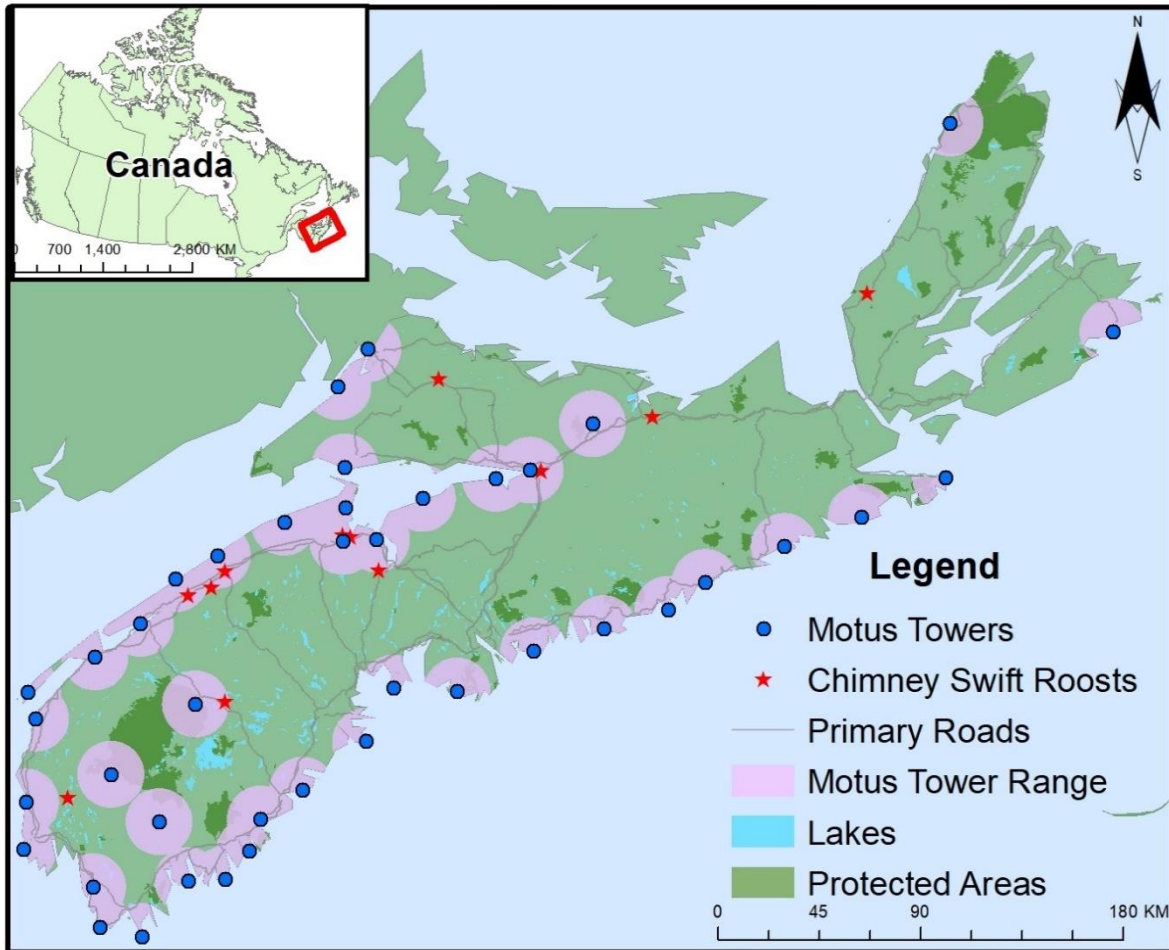 Canada
0 700 1,400 2,800 KM
N
S
Legend
Motus Towers
Chimney Swift Roosts
Primary Roads
Motus Tower Range
Lakes
Protected Areas
0 45 90 180 KM